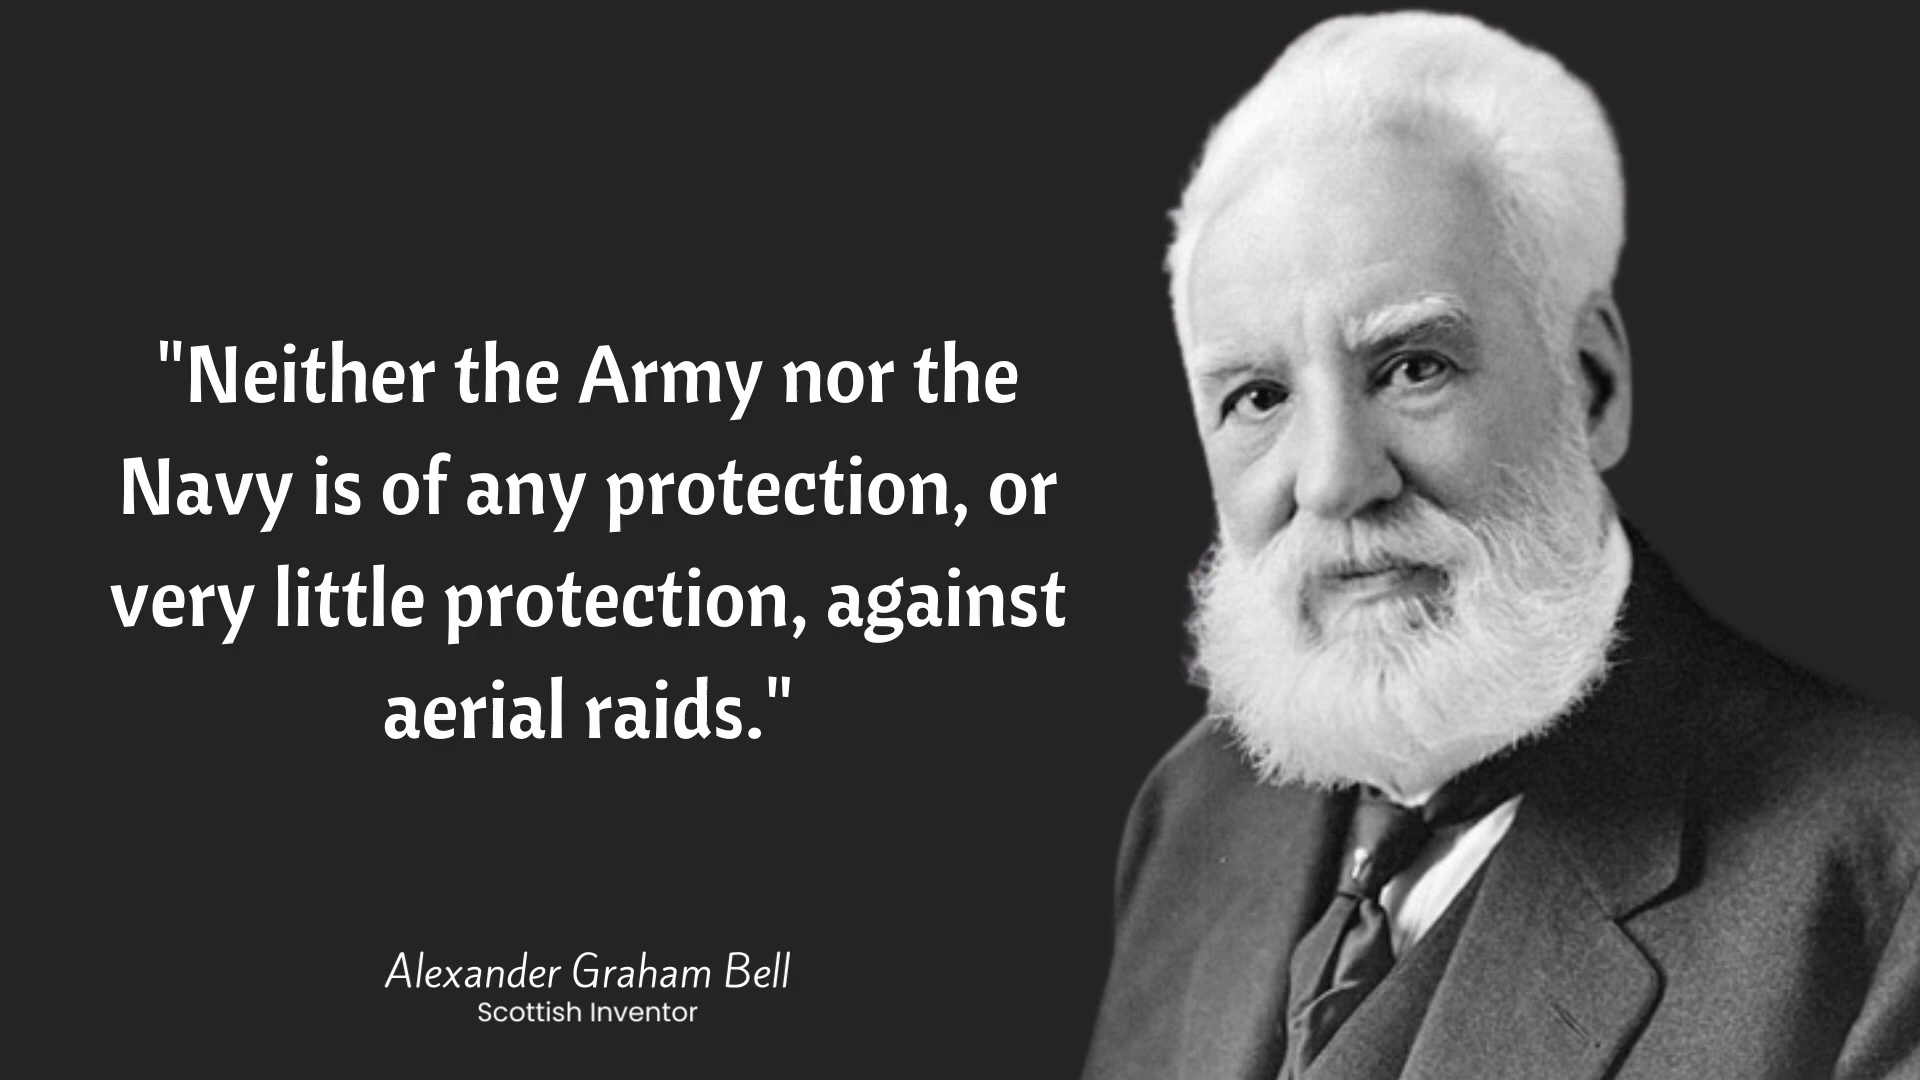 "Neither the Army nor the
Navy is of any protection, or
very little protection, against
aerial raids."
Alexander Graham Bell
Scottish Inventor